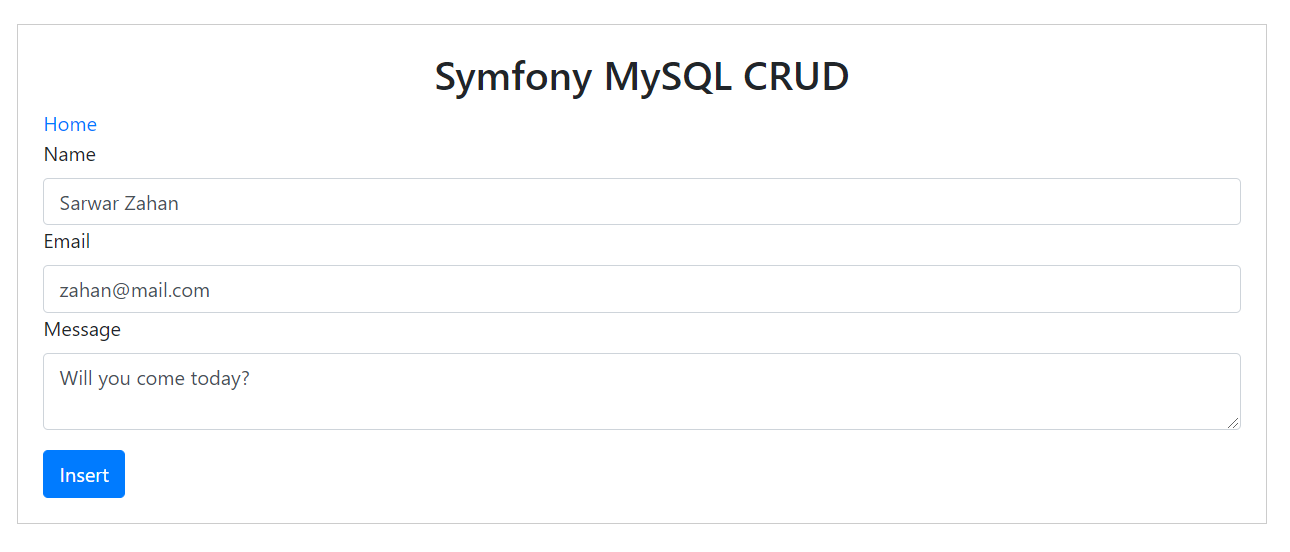 Symfony MySQL CRUD
Home
Name
Sarwar Zahan
Email
zahan@mail.com
Message
Will you come today?
Insert